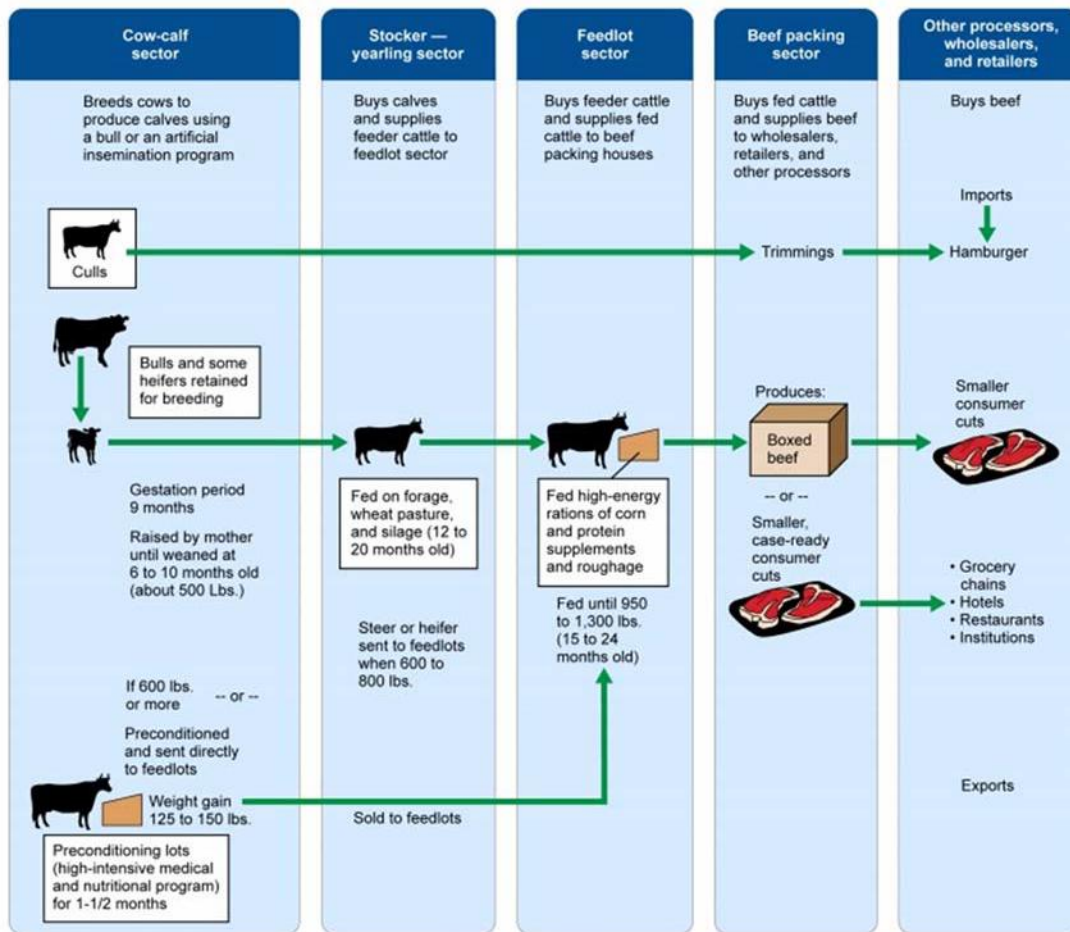 Cow-calf
sector
Breeds cows to
produce calves using
a bull or an artificial
insemination program
Culls
Bulls and some
heifers retained
for breeding
Gestation period
9 months
Raised by mother
until weaned at
6 to 10 months old
(about 500 Lbs.)
If 600 lbs.
or more
-- or --
Preconditioned
and sent directly
to feedlots
Weight gain
125 to 150 lbs.
Preconditioning lots
(high-intensive medical
and nutritional program)
for 1-1/2 months
Stocker —
yearling sector
Buys calves
and supplies
feeder cattle to
feedlot sector
Fed on forage,
wheat pasture,
and silage (12 to
20 months old)
Steer or heifer
sent to feedlots
when 600 to
800 lbs.
Sold to feedlots
Feedlot
sector
Buys feeder cattle
and supplies fed
cattle to beef
packing houses
Fed high-energy
rations of corn
and protein
supplements
and roughage
Fed until 950
to 1,300 lbs.
(15 to 24
months old)
Beef packing
sector
Buys fed cattle
and supplies beef
to wholesalers,
retailers, and
other processors
Trimmings
Produces:
Boxed
beef
-- or --
Smaller,
case-ready
consumer
cuts
Other processors,
wholesalers,
and retailers
Buys beef
Imports
Hamburger
Smaller
consumer
cuts
• Grocery
chains
• Hotels
• Restaurants
• Institutions
Exports